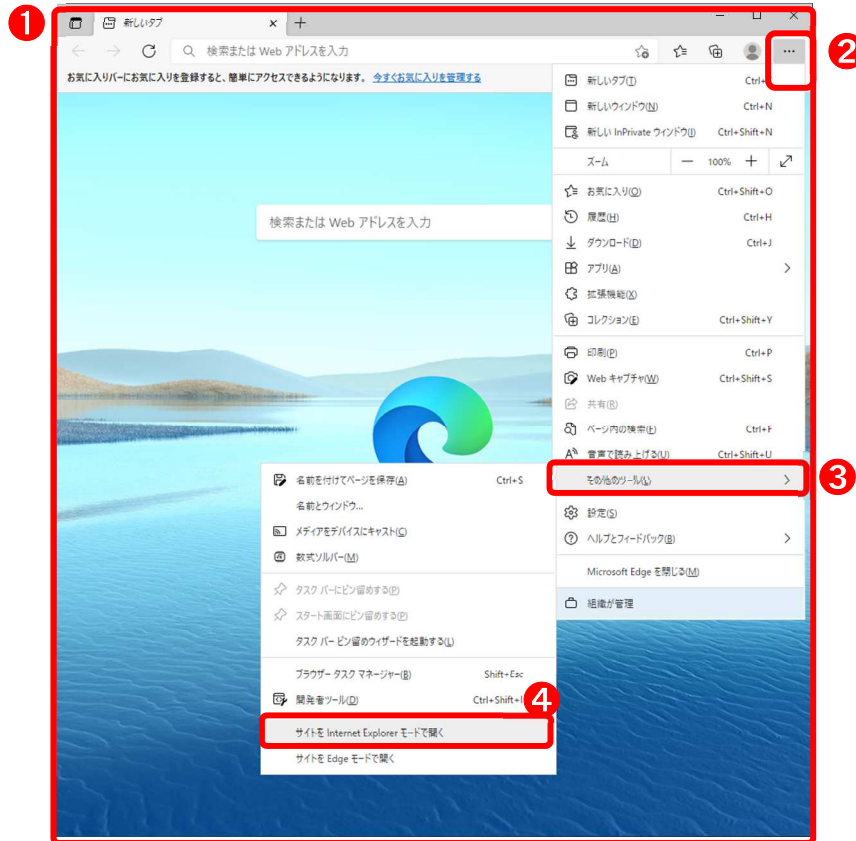 1
新しいタブ
2
検索または Web アドレスを入力
お気に入りバーにお気に入りを登録すると、簡単にアクセスできるようになります。 今すぐお気に入りを管理する
新しいタブ(T) Ctrl+
新しいウィンドウ(N) Ctrl+N
新しい InPrivate ウィンドウ(I) Ctrl+Shift+N
ズーム 100%
お気に入り(O) Ctrl+Shift+O
履歴(H) Ctrl+H
検索または Web アドレスを入力
ダウンロード(D) Ctrl+J
アプリ(A)
拡張機能(X)
コレクション(E) Ctrl+Shift+Y
印刷(P) Ctrl+P
Web キャプチャ(W) Ctrl+Shift+S
共有(R)
ページ内の検索(F) Ctrl+F
音声で読み上げる(U) Ctrl+Shift+U
その他のツール(L)
3
設定(S)
ヘルプとフィードバック(B)
Microsoft Edge を閉じる(M)
組織が管理
名前を付けてページを保存(A) Ctrl+S
名前とウィンドウ...
メディアをデバイスにキャスト(C)
数式ソルバー(M)
タスク バーにピン留めする(P)
スタート画面にピン留めする(P)
タスク バー ピン留めウィザードを起動する(L)
ブラウザー タスク マネージャー(B) Shift+Esc
開発者ツール(D) Ctrl+Shift+I
4
サイトを Internet Explorer モードで開く
サイトを Edge モードで開く